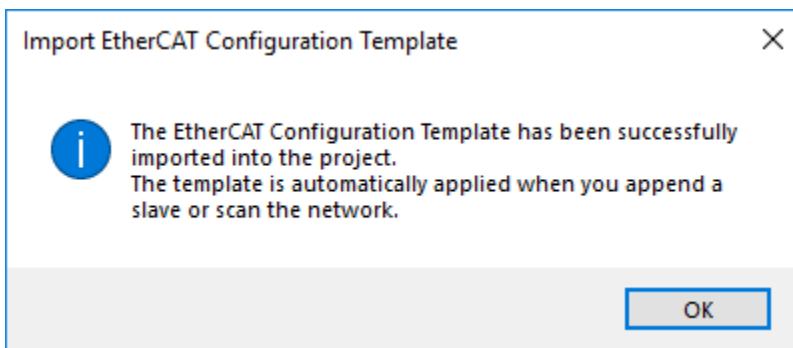 Import EtherCAT Configuration Template
The EtherCAT Configuration Template has been successfully
imported into the project.
The template is automatically applied when you append a
slave or scan the network.
OK